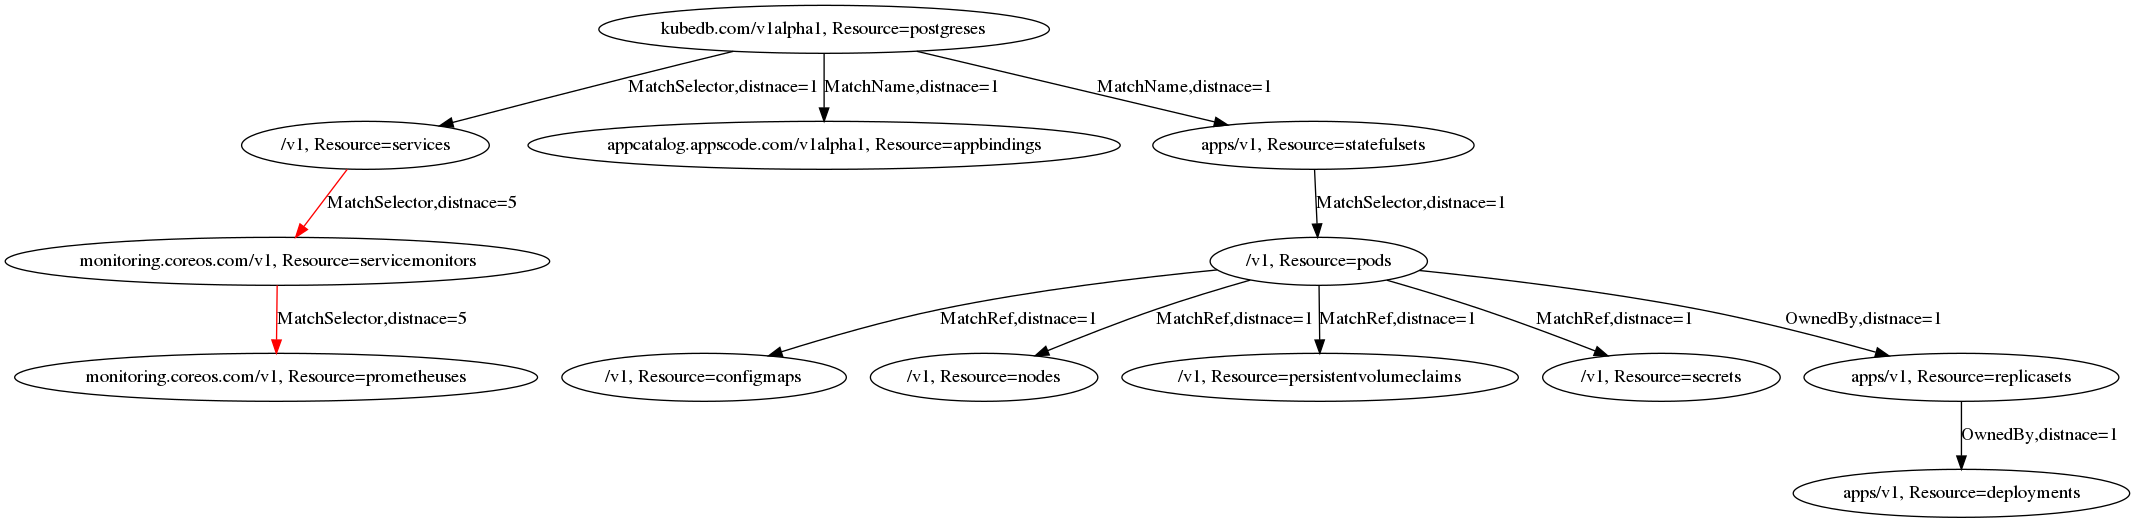 kubedb.com/v1alpha1, Resource=postgreses
MatchSelector,distnace=1
MatchName,distnace=1
MatchName,distnace=1
/v1, Resource=services
appcatalog.appscode.com/v1alpha1, Resource=appbindings
apps/v1, Resource=statefulsets
MatchSelector,distnace=5
MatchSelector,distnace=1
monitoring.coreos.com/v1, Resource=servicemonitors
/v1, Resource=pods
MatchSelector,distnace=5
MatchRef,distnace=1
MatchRef,distnace=1
MatchRef,distnace=1
MatchRef,distnace=1
OwnedBy,distnace=1
monitoring.coreos.com/v1, Resource=prometheuses
/v1, Resource=configmaps
/v1, Resource=nodes
/v1, Resource=persistentvolumeclaims
/v1, Resource=secrets
apps/v1, Resource=replicasets
OwnedBy,distnace=1
apps/v1, Resource=deployments